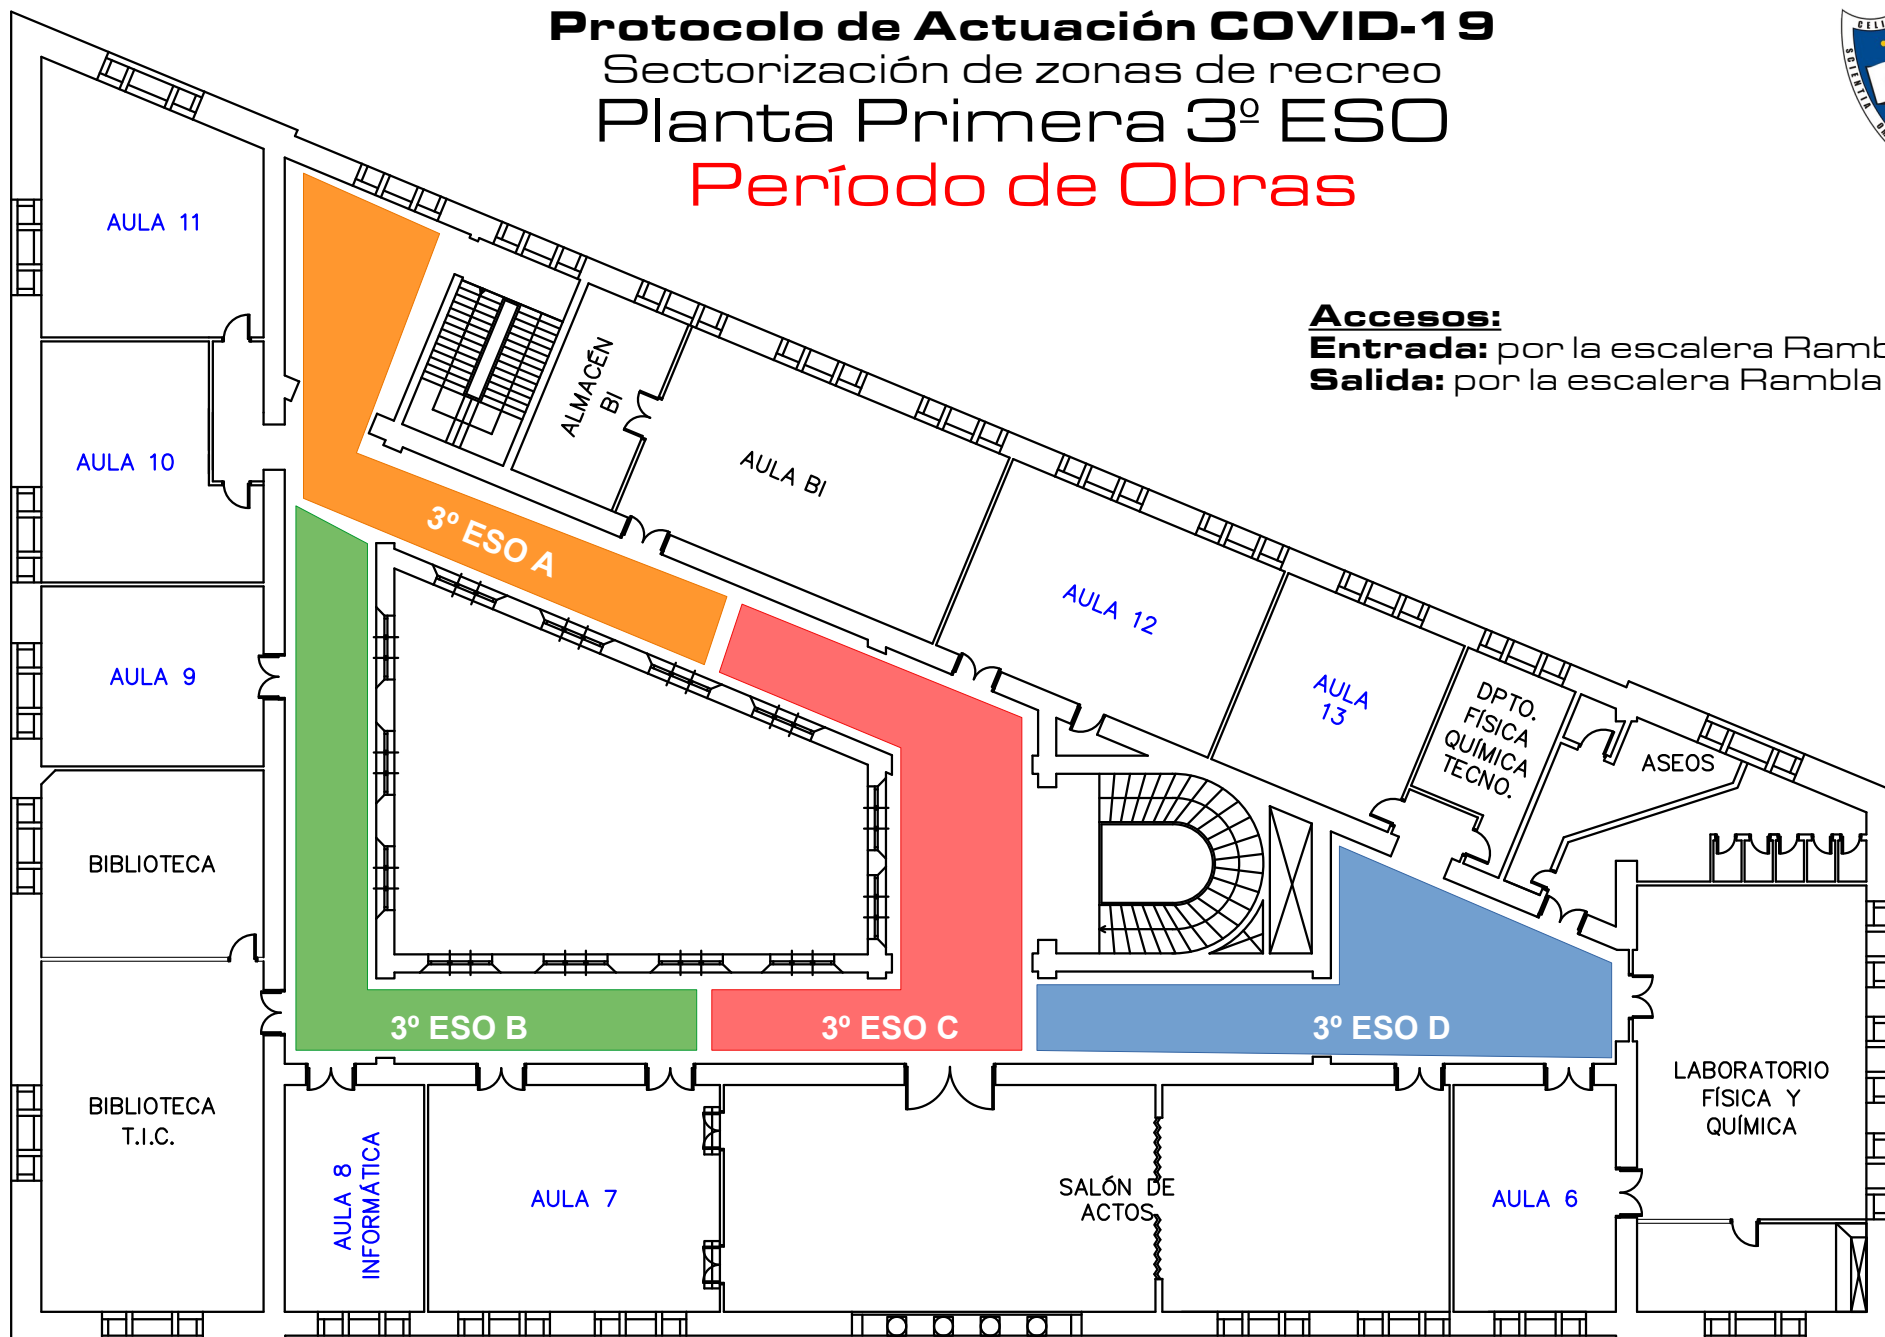 Protocolo de Actuación COVID-19
Sectorización de zonas de recreo
Planta Primera 3º ESO
Período de Obras
SCIENTIA
Accesos:
Entrada: por la escalera
Salida: por la escalera Rambla
AULA 11
AULA 10
AULA 9
BIBLIOTECA
BIBLIOTECA
T.I.C.
ALMACÉN
BI
AULA BI
AULA 12
AULA
13
DPTO.
FÍSICA
QUÍMICA
TECNO.
ASEOS
3º ESO A
3º ESO B
3º ESO C
3º ESO D
LABORATORIO
FÍSICA Y
QUÍMICA
AULA 8
INFORMÁTICA
AULA 7
SALÓN DE
ACTOS
AULA 6